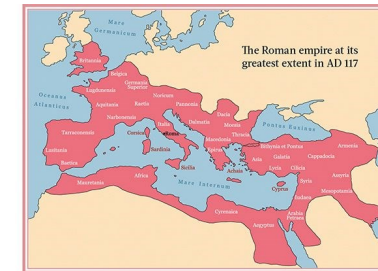 Mare
Germanicum
The Roman empire at its
greatest extent in AD 117
Britannia
Belgica
Germania
Superior
Lugdunensis
Oceanus
Atlanticus
Noricum
Aquitania
Raetia
Pannonia
Dacia
Narbonensis
Italia
Dalmatia
Moesia
Pontus Euxinus
Tarraconensis
Corsica
Rome
Thracia
Macedonia
Bithynia et Pontus
Armenia
Lusitania
Sardinia
Epirus
Asia
Galatia
Cappadocia
Baetica
Sicilia
Achaia
Lycia
Cilicia
Assyria
Mauretania
Africa
Mare Internum
Cyprus
Syria
Mesopotamia
Judaea
Cyrenaica
Arabia
Petraea
Aegyptus